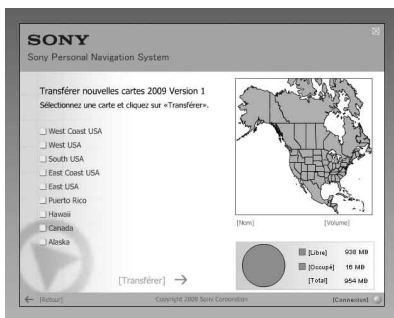 SONY
Sony Personal Navigation System
Transférer nouvelles cartes 2009 Version 1
Sélectionnez une carte et cliquez sur «Transférer».
West Coast USA
West USA
South USA
East Coast USA
East USA
Puerto Rico
Hawaii
Canada
Alaska
[Nom] [Volume]
[Libre] 938 MB
[Occupé] 16 MB
[Total] 954 MB
[Transférer]
[Retour] Copyright 2009 Sony Corporation [Connexion]